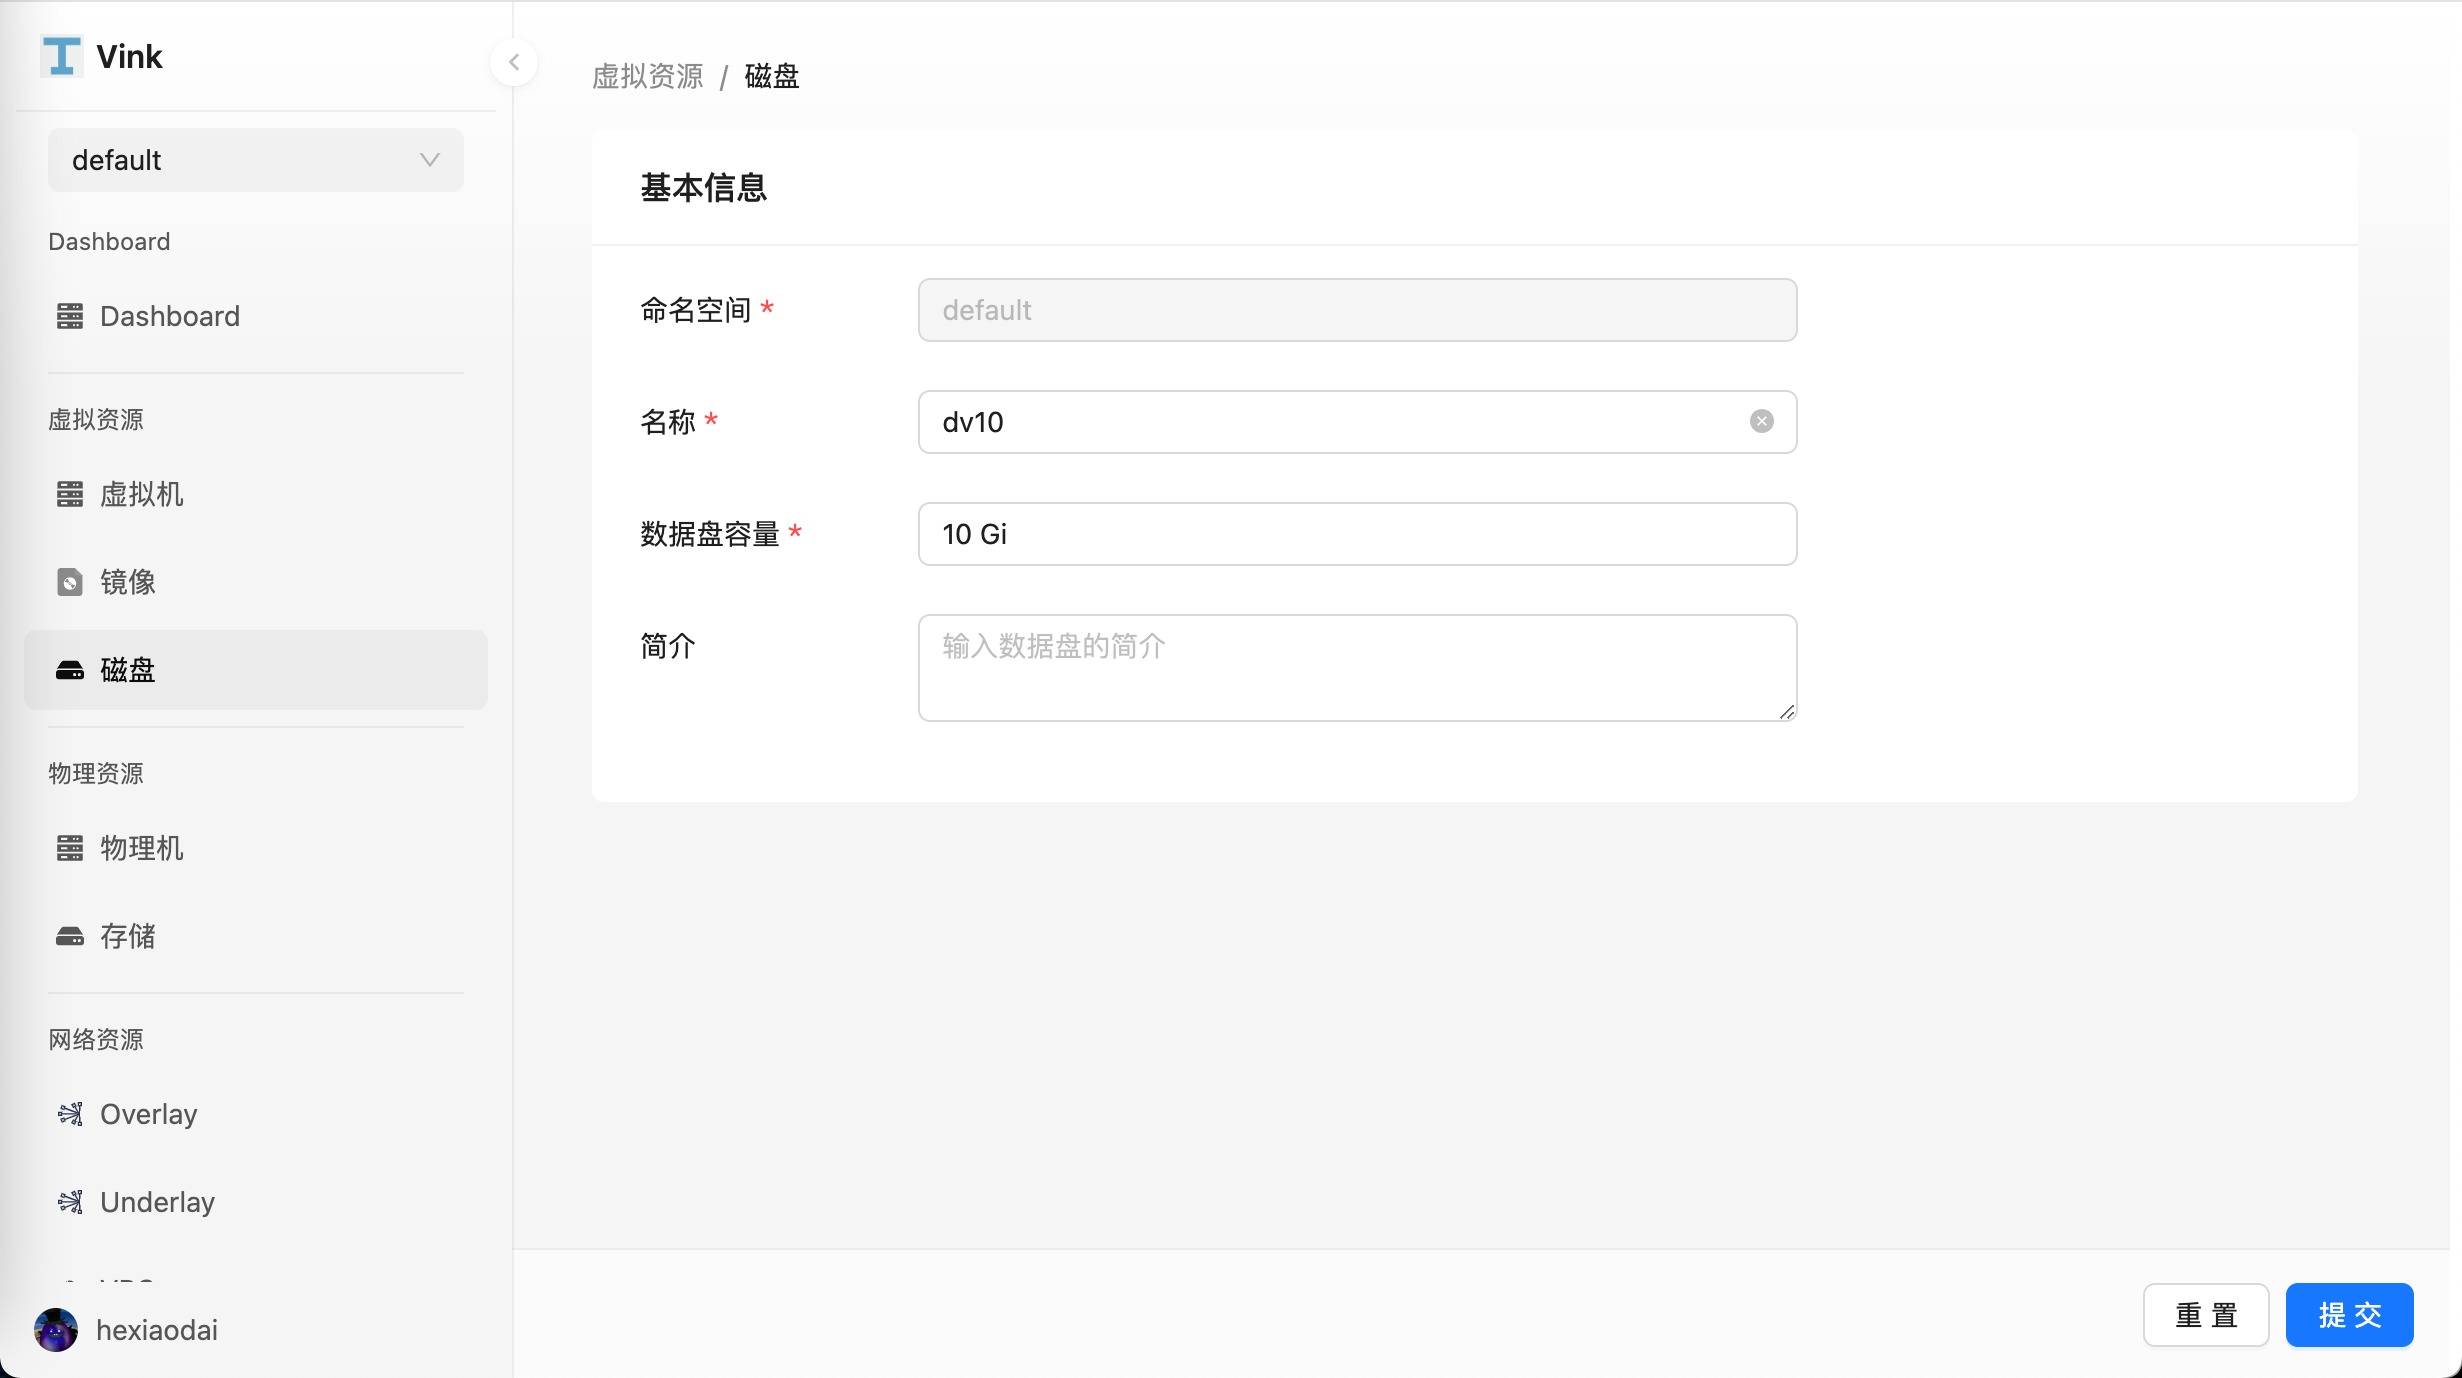 Vink
default
Dashboard
Dashboard
虚拟资源
虚拟机
镜像
磁盘
物理资源
物理机
存储
网络资源
Overlay
Underlay
hexiaodai
虚拟资源 / 磁盘
基本信息
命名空间 * default
名称 * dv10
数据盘容量 * 10 Gi
简介 输入数据盘的简介
重 置 提 交